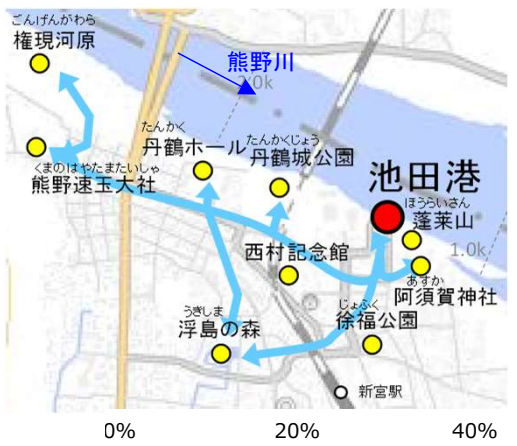 ごんげんがわら
権現河原
熊野川
2.0k
たんかく
丹鶴ホール
たんかくじょう
丹鶴城公園
くまのはやたまたいしゃ
熊野速玉大社
池田港
ほうらいさん
蓬莱山
1.0k
西村記念館
あすか
阿須賀神社
じょふく
徐福公園
うきしま
浮島の森
新宮駅
0% 20% 40%